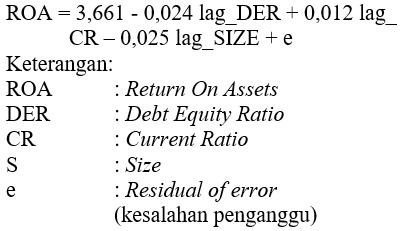 ROA = 3,661 - 0,024 lag_DER + 0,012 lag_
CR – 0,025 lag_SIZE + e
Keterangan:
ROA : Return On Assets
DER : Debt Equity Ratio
CR : Current Ratio
S : Size
e : Residual of error
(kesalahan penganggu)